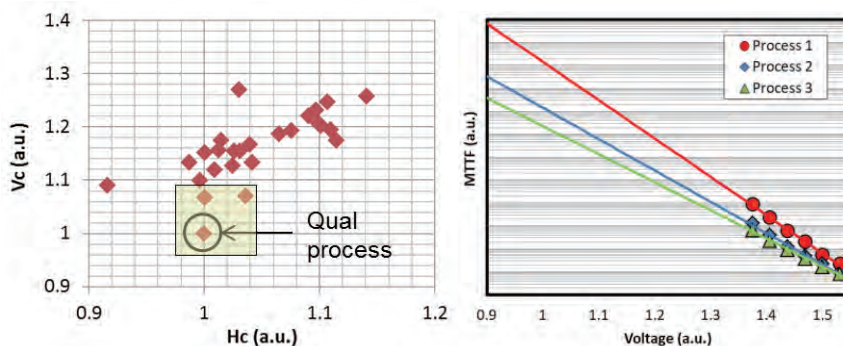 1.4
1.3
1.2
1.1
1
0.9
Vc (a.u.)
Qual
process
0.9
1
1.1
1.2
Hc (a.u.)
MTTF (a.u.)
Process 1
Process 2
Process 3
0.9
1
1.1
1.2
1.3
1.4
1.5
Voltage (a.u.)